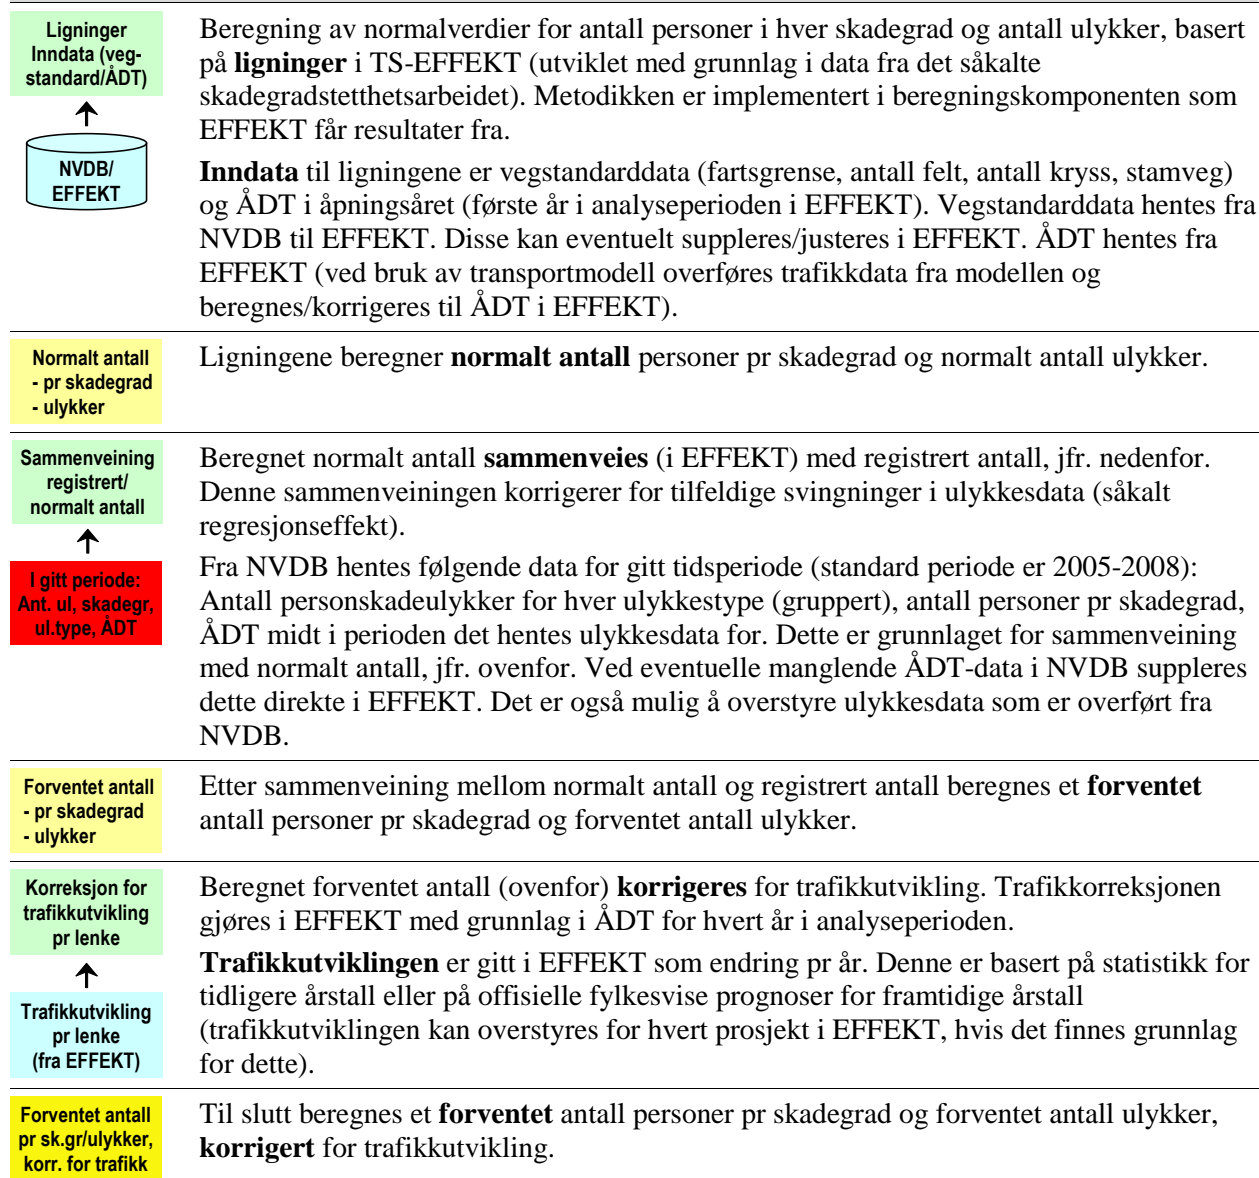 Ligninger
Inndata (veg-
standard/ÅDT)
NVDB/
EFFEKT
Beregning av normalverdier for antall personer i hver skadegrad og antall ulykker, basert
på ligninger i TS-EFFEKT (utviklet med grunnlag i data fra det såkalte
skadegradstetthetsarbeidet). Metodikken er implementert i beregningskomponenten som
EFFEKT får resultater fra.
Inndata til ligningene er vegstandarddata (fartsgrense, antall felt, antall kryss, stamveg)
og ÅDT i åpningsåret (første år i analyseperioden i EFFEKT). Vegstandarddata hentes fra
NVDB til EFFEKT. Disse kan eventuelt suppleres/justeres i EFFEKT. ÅDT hentes fra
EFFEKT (ved bruk av transportmodell overføres trafikkdata fra modellen og
beregnes/korrigeres til ÅDT i EFFEKT).
Normalt antall
- pr skadegrad
- ulykker
Ligningene beregner normalt antall personer pr skadegrad og normalt antall ulykker.
Sammenveining
registrert/
normalt antall
I gitt periode:
Ant. ul, skadegr,
ul.type, ÅDT
Beregnet normalt antall sammenveies (i EFFEKT) med registrert antall, jfr. nedenfor.
Denne sammenveiningen korrigerer for tilfeldige svingninger i ulykkesdata (såkalt
regresjonseffekt).
Fra NVDB hentes følgende data for gitt tidsperiode (standard periode er 2005-2008):
Antall personskadeulykker for hver ulykkestype (gruppert), antall personer pr skadegrad,
ÅDT midt i perioden det hentes ulykkesdata for. Dette er grunnlaget for sammenveining
med normalt antall, jfr. ovenfor. Ved eventuelle manglende ÅDT-data i NVDB suppleres
dette direkte i EFFEKT. Det er også mulig å overstyre ulykkesdata som er overført fra
NVDB.
Forventet antall
- pr skadegrad
- ulykker
Etter sammenveining mellom normalt antall og registrert antall beregnes et forventet
antall personer pr skadegrad og forventet antall ulykker.
Korreksjon for
trafikkutvikling
pr lenke
Trafikkutvikling
pr lenke
(fra EFFEKT)
Beregnet forventet antall (ovenfor) korrigeres for trafikkutvikling. Trafikkorreksjonen
gjøres i EFFEKT med grunnlag i ÅDT for hvert år i analyseperioden.
Trafikkutviklingen er gitt i EFFEKT som endring pr år. Denne er basert på statistikk for
tidligere årstall eller på offisielle fylkesvise prognoser for framtidige årstall
(trafikkutviklingen kan overstyres for hvert prosjekt i EFFEKT, hvis det finnes grunnlag
for dette).
Forventet antall
pr sk.gr/ulykker,
korr. for trafikk
Til slutt beregnes et forventet antall personer pr skadegrad og forventet antall ulykker,
korrigert for trafikkutvikling.